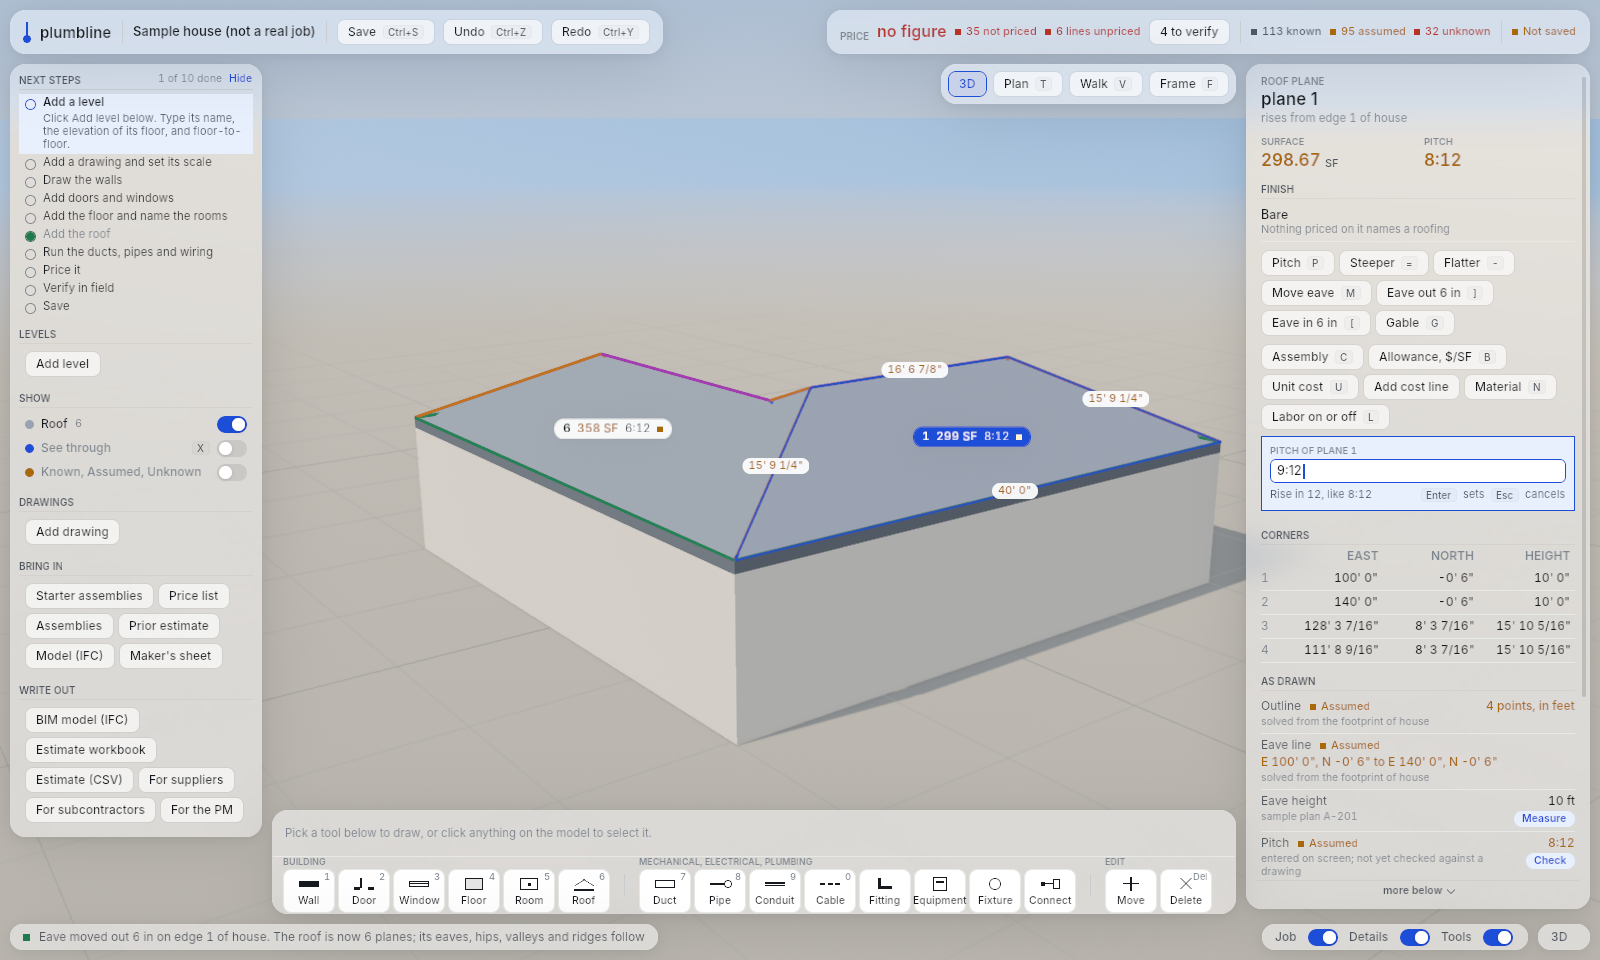 plumbline
Sample house (not a real job)
Save Ctrl+S
Undo Ctrl+Z
Redo Ctrl+Y
PRICE no figure 35 not priced 6 lines unpriced 4 to verify 113 known 95 assumed 32 unknown Not saved
NEXT STEPS 1 of 10 done Hide
Add a level
Click Add level below. Type its name,
the elevation of its floor, and floor-to-
floor.
Add a drawing and set its scale
Draw the walls
Add doors and windows
Add the floor and name the rooms
Add the roof
Run the ducts, pipes and wiring
Price it
Verify in field
Save
LEVELS
Add level
SHOW
Roof 6
See through X
Known, Assumed, Unknown
DRAWINGS
Add drawing
BRING IN
Starter assemblies Price list
Assemblies Prior estimate
Model (IFC) Maker's sheet
WRITE OUT
BIM model (IFC)
Estimate workbook
Estimate (CSV) For suppliers
For subcontractors For the PM
3D Plan T Walk V Frame F
16' 6 7/8"
15' 9 1/4"
6 358 SF 6:12
1 299 SF 8:12
15' 9 1/4"
40' 0"
ROOF PLANE
plane 1
rises from edge 1 of house
SURFACE PITCH
298.67 SF 8:12
FINISH
Bare
Nothing priced on it names a roofing
Pitch P Steeper = Flatter -
Move eave M Eave out 6 in ]
Eave in 6 in [ Gable G
Assembly C Allowance, $/SF B
Unit cost U Add cost line Material N
Labor on or off L
PITCH OF PLANE 1
9:12
Rise in 12, like 8:12 Enter sets Esc cancels
CORNERS
EAST NORTH HEIGHT
1 100' 0" -0' 6" 10' 0"
2 140' 0" -0' 6" 10' 0"
3 128' 3 7/16" 8' 3 7/16" 15' 10 5/16"
4 111' 8 9/16" 8' 3 7/16" 15' 10 5/16"
AS DRAWN
Outline Assumed 4 points, in feet
solved from the footprint of house
Eave line Assumed
E 100' 0", N -0' 6" to E 140' 0", N -0' 6"
solved from the footprint of house
Eave height 10 ft
sample plan A-201 Measure
Pitch Assumed 8:12
entered on screen; not yet checked against a Check
drawing
more below
Pick a tool below to draw, or click anything on the model to select it.
BUILDING MECHANICAL, ELECTRICAL, PLUMBING EDIT
1 2 3 4 5 6 7 8 9 0 Del
Wall Door Window Floor Room Roof Duct Pipe Conduit Cable Fitting Equipment Fixture Connect Move Delete
Eave moved out 6 in on edge 1 of house. The roof is now 6 planes; its eaves, hips, valleys and ridges follow
Job Details Tools 3D